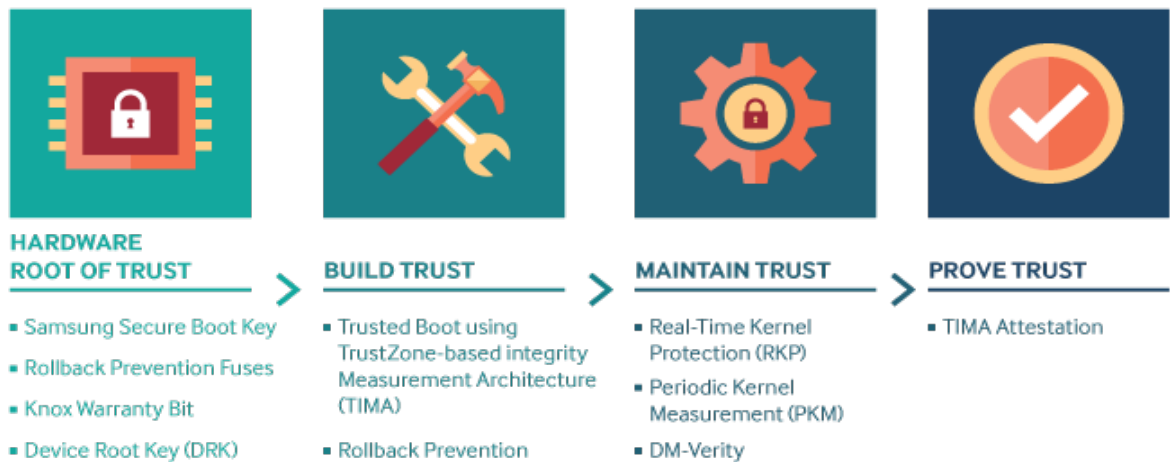 HARDWARE
ROOT OF TRUST
▪ Samsung Secure Boot Key
▪ Rollback Prevention Fuses
▪ Knox Warranty Bit
▪ Device Root Key (DRK)
BUILD TRUST
▪ Trusted Boot using
TrustZone-based integrity
Measurement Architecture
(TIMA)
▪ Rollback Prevention
MAINTAIN TRUST
▪ Real-Time Kernel
Protection (RKP)
▪ Periodic Kernel
Measurement (PKM)
▪ DM-Verity
PROVE TRUST
▪ TIMA Attestation